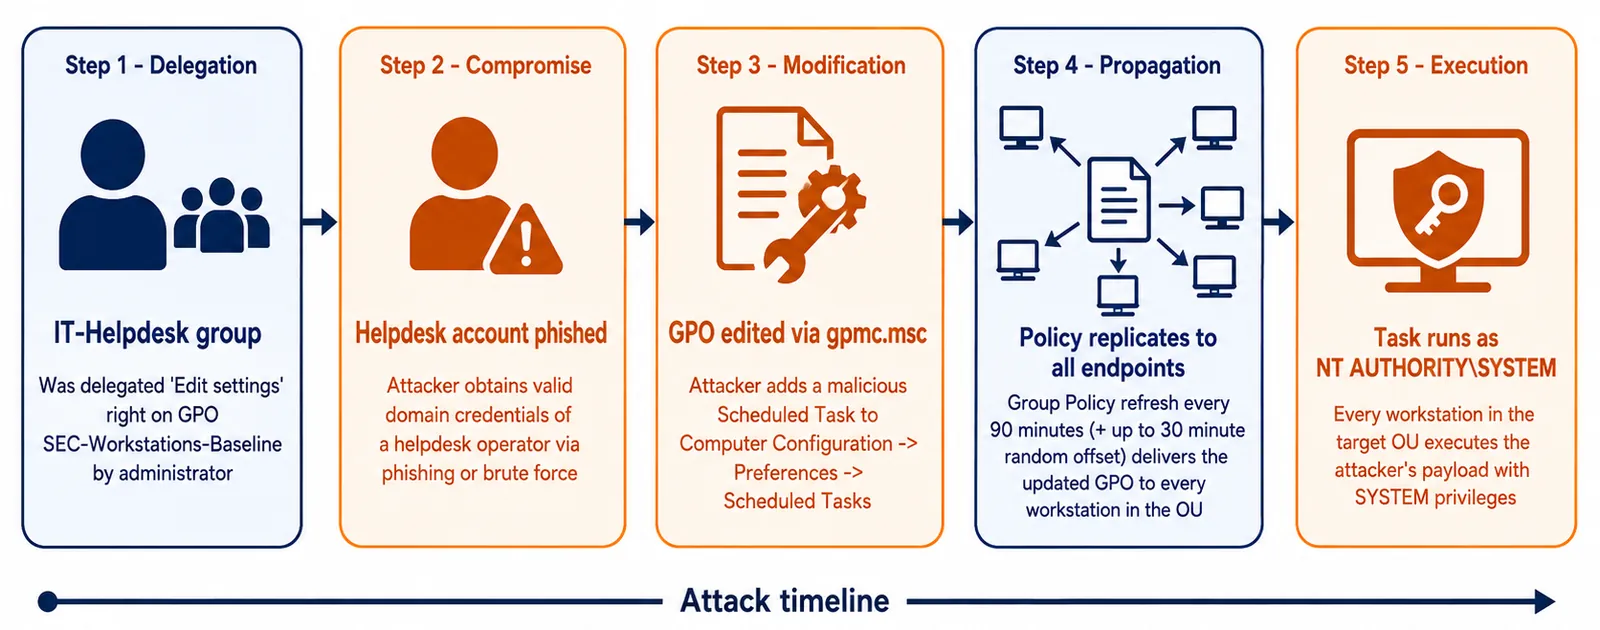 Step 1 - Delegation
IT-Helpdesk group
Was delegated 'Edit settings'
right on GPO
SEC-Workstations-Baseline
by administrator
Step 2 - Compromise
Helpdesk account phished
Attacker obtains valid
domain credentials of
a helpdesk operator via
phishing or brute force
Step 3 - Modification
GPO edited via gpmc.msc
Attacker adds a malicious
Scheduled Task to
Computer Configuration ->
Preferences ->
Scheduled Tasks
Step 4 - Propagation
Policy replicates to
all endpoints
Group Policy refresh every
90 minutes (+ up to 30 minute
random offset) delivers the
updated GPO to every
workstation in the OU
Step 5 - Execution
Task runs as
NT AUTHORITY\SYSTEM
Every workstation in the
target OU executes the
attacker's payload with
SYSTEM privileges
Attack timeline